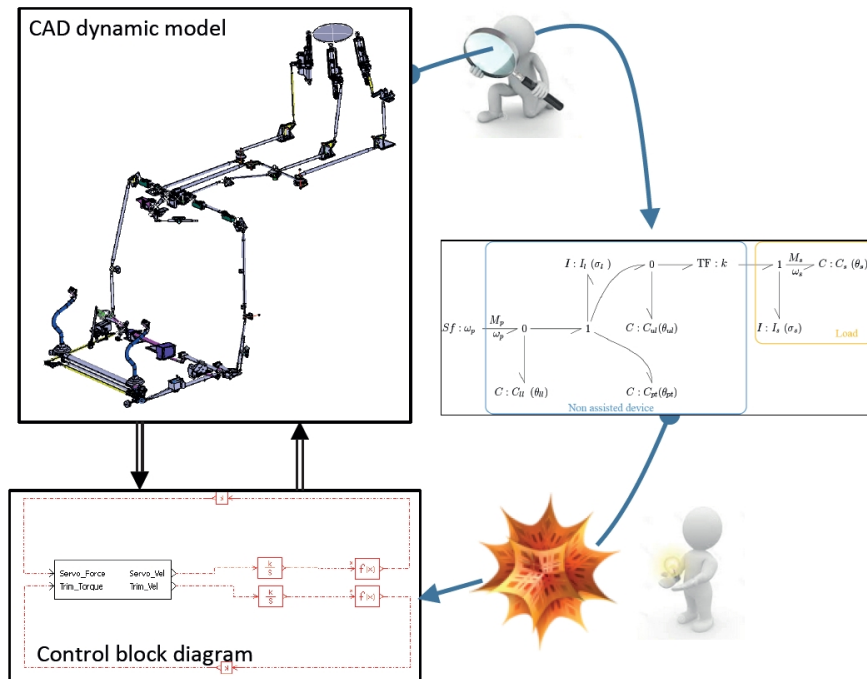 CAD dynamic model
I : I_l (σ_l) 0 TF : k 1 M_s ω_s C : C_s (θ_s)
Sf : ω_p M_p ω_p 0 1 C : C_ul(θ_ul) I : I_s (σ_s)
Load
C : C_ll (θ_ll) C : C_pt(θ_pt)
Non assisted device
Servo_Force Servo_Vel k/S f(x)
Trim_Torque Trim_Vel k/S f(x)
Control block diagram